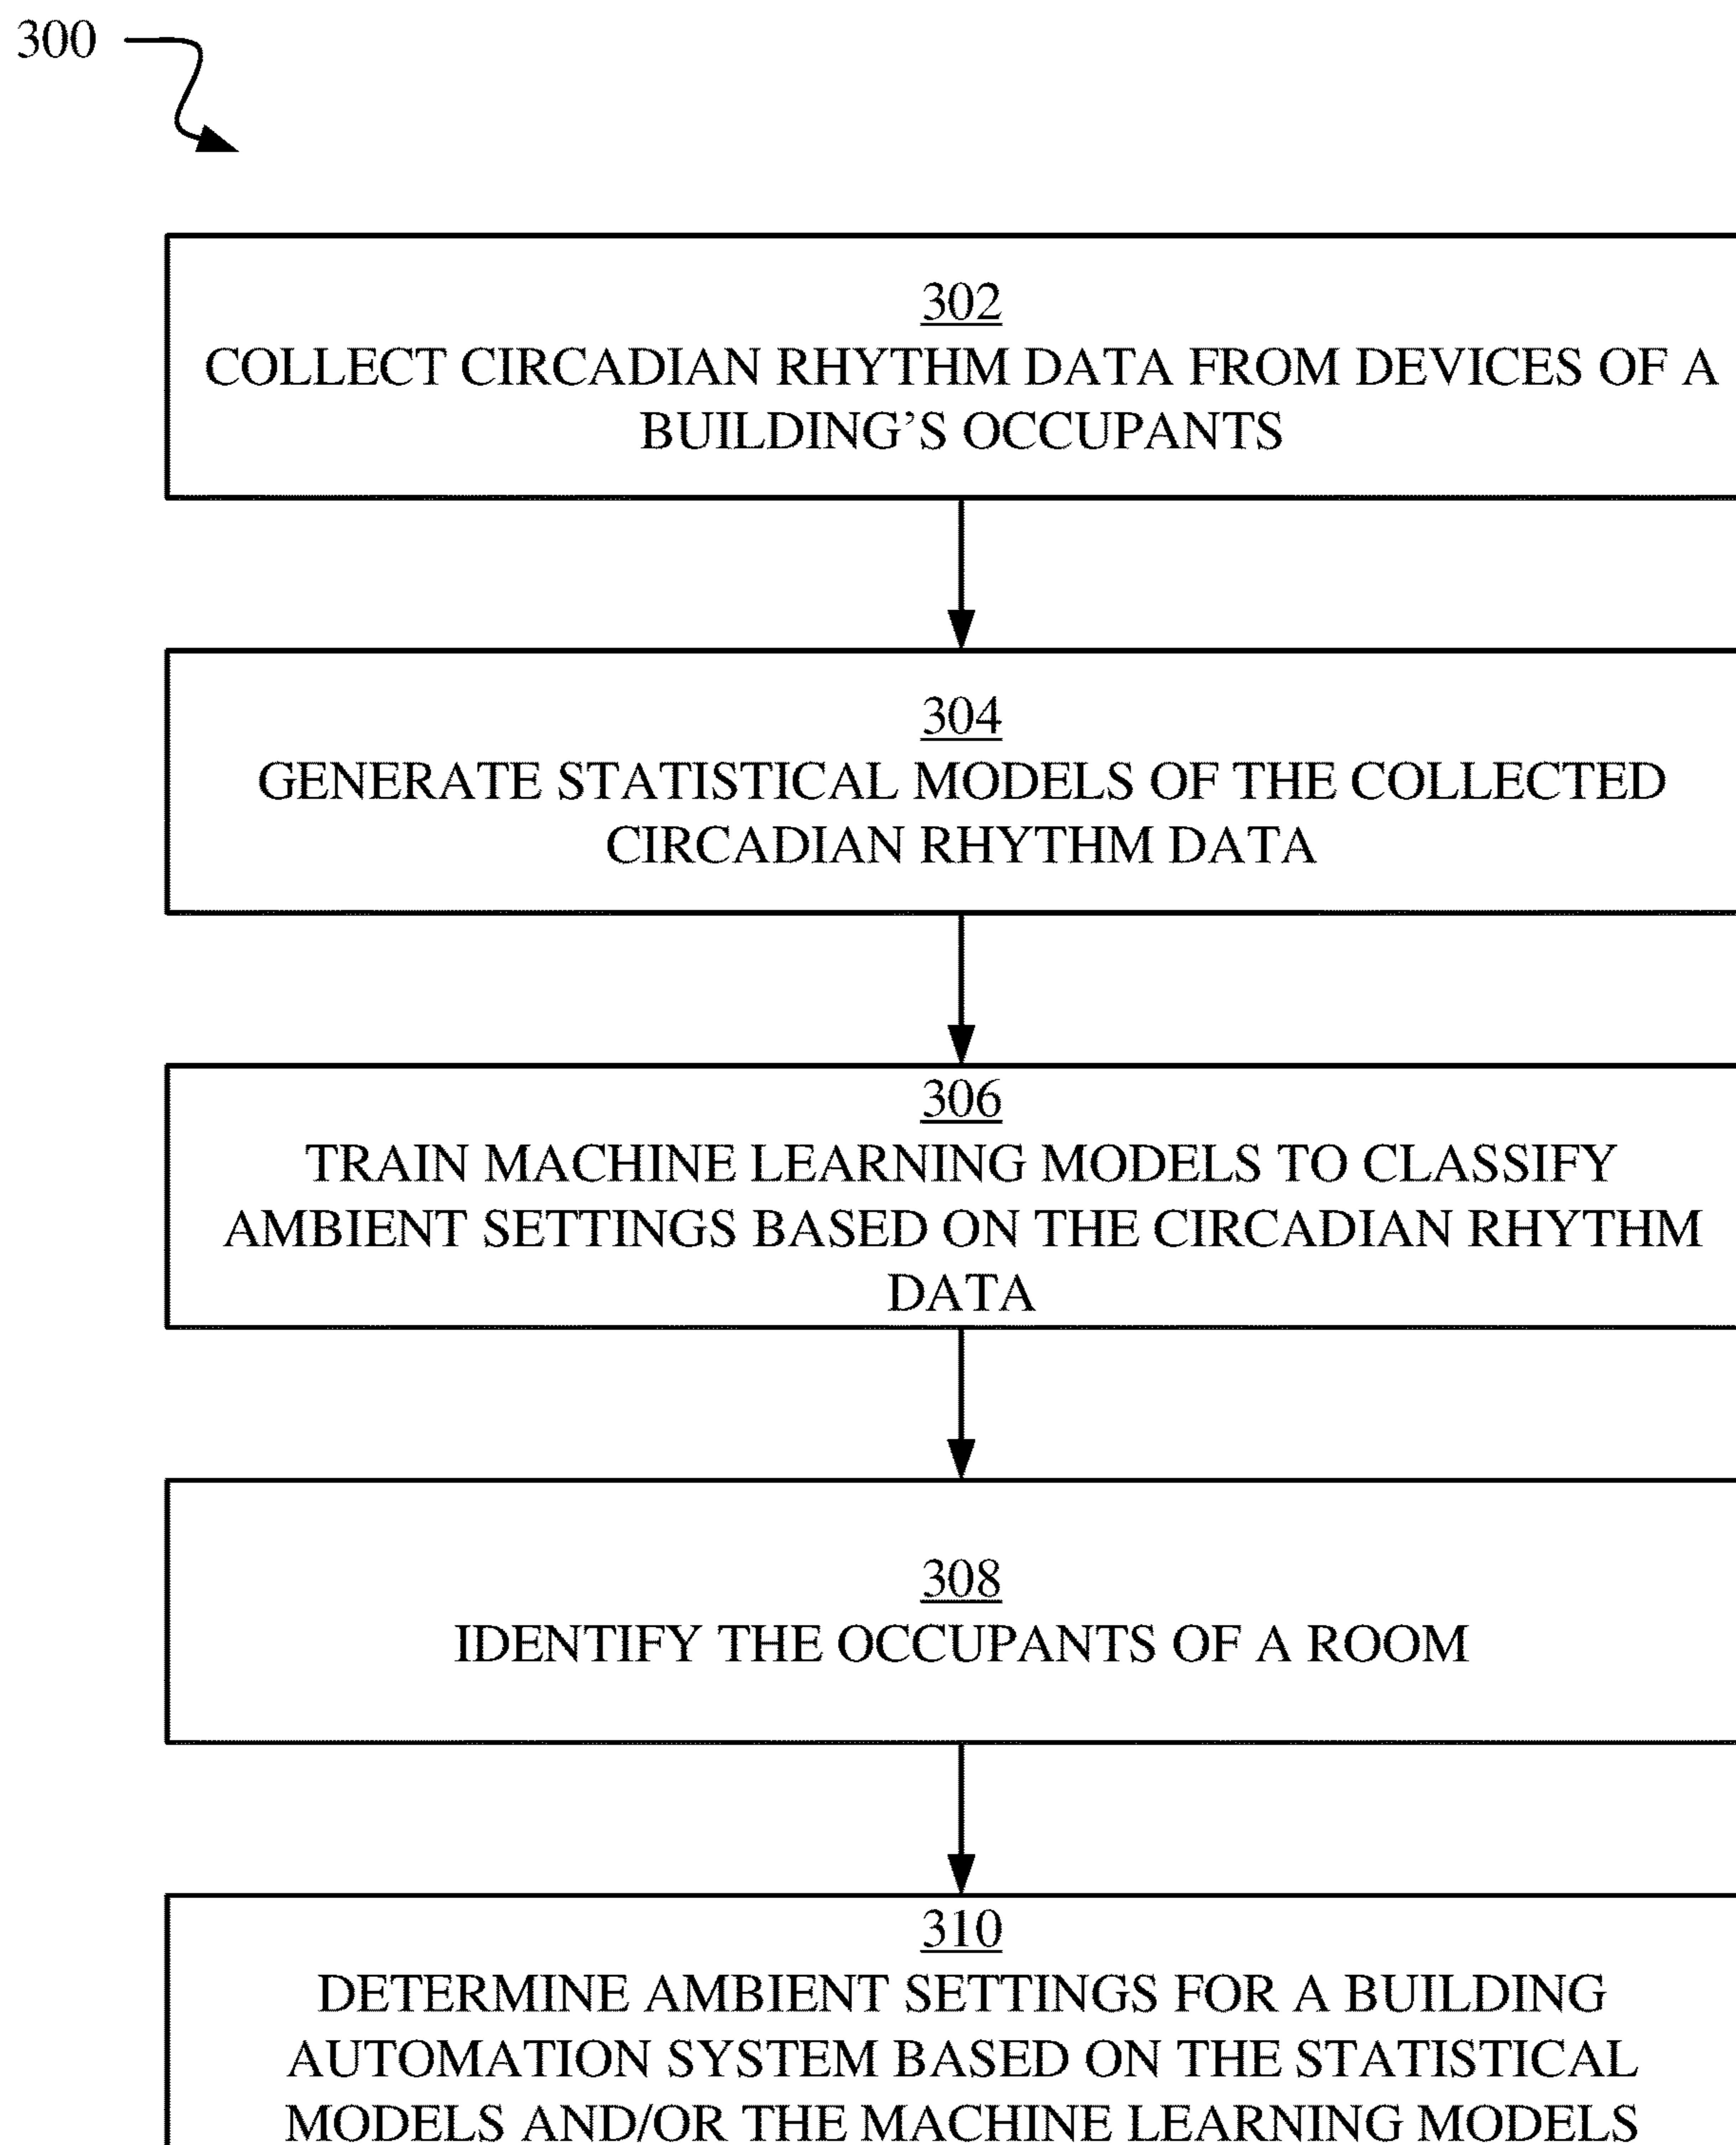 300
302
COLLECT CIRCADIAN RHYTHM DATA FROM DEVICES OF A
BUILDING’S OCCUPANTS
304
GENERATE STATISTICAL MODELS OF THE COLLECTED
CIRCADIAN RHYTHM DATA
306
TRAIN MACHINE LEARNING MODELS TO CLASSIFY
AMBIENT SETTINGS BASED ON THE CIRCADIAN RHYTHM
DATA
308
IDENTIFY THE OCCUPANTS OF A ROOM
310
DETERMINE AMBIENT SETTINGS FOR A BUILDING
AUTOMATION SYSTEM BASED ON THE STATISTICAL
MODELS AND/OR THE MACHINE LEARNING MODELS